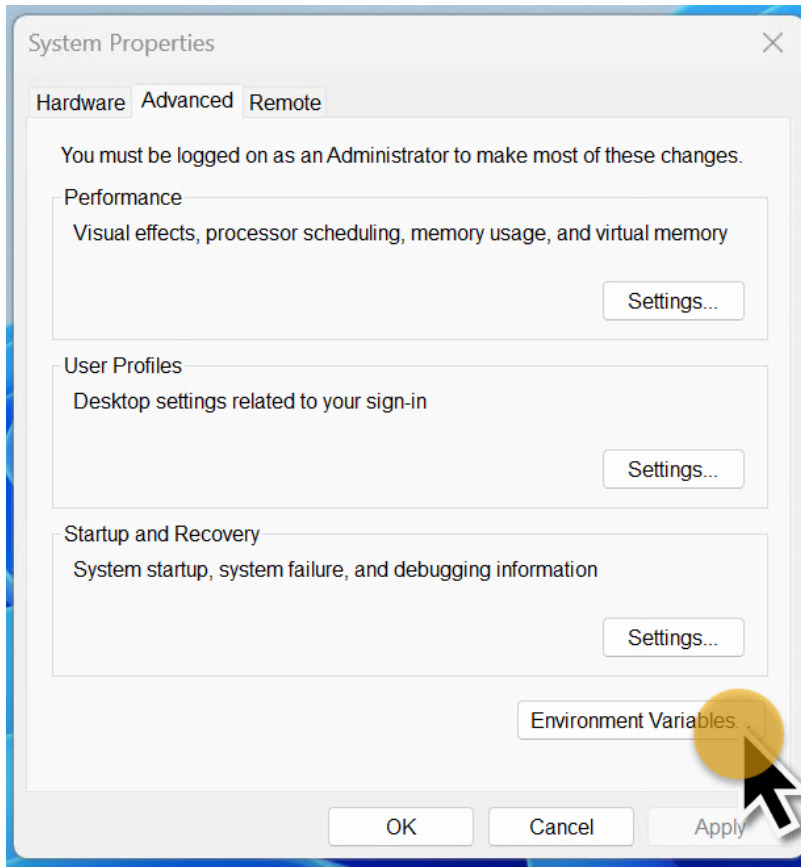 System Properties
Hardware Advanced Remote
You must be logged on as an Administrator to make most of these changes.
Performance
Visual effects, processor scheduling, memory usage, and virtual memory
Settings...
User Profiles
Desktop settings related to your sign-in
Settings...
Startup and Recovery
System startup, system failure, and debugging information
Settings...
Environment Variables...
OK Cancel Apply